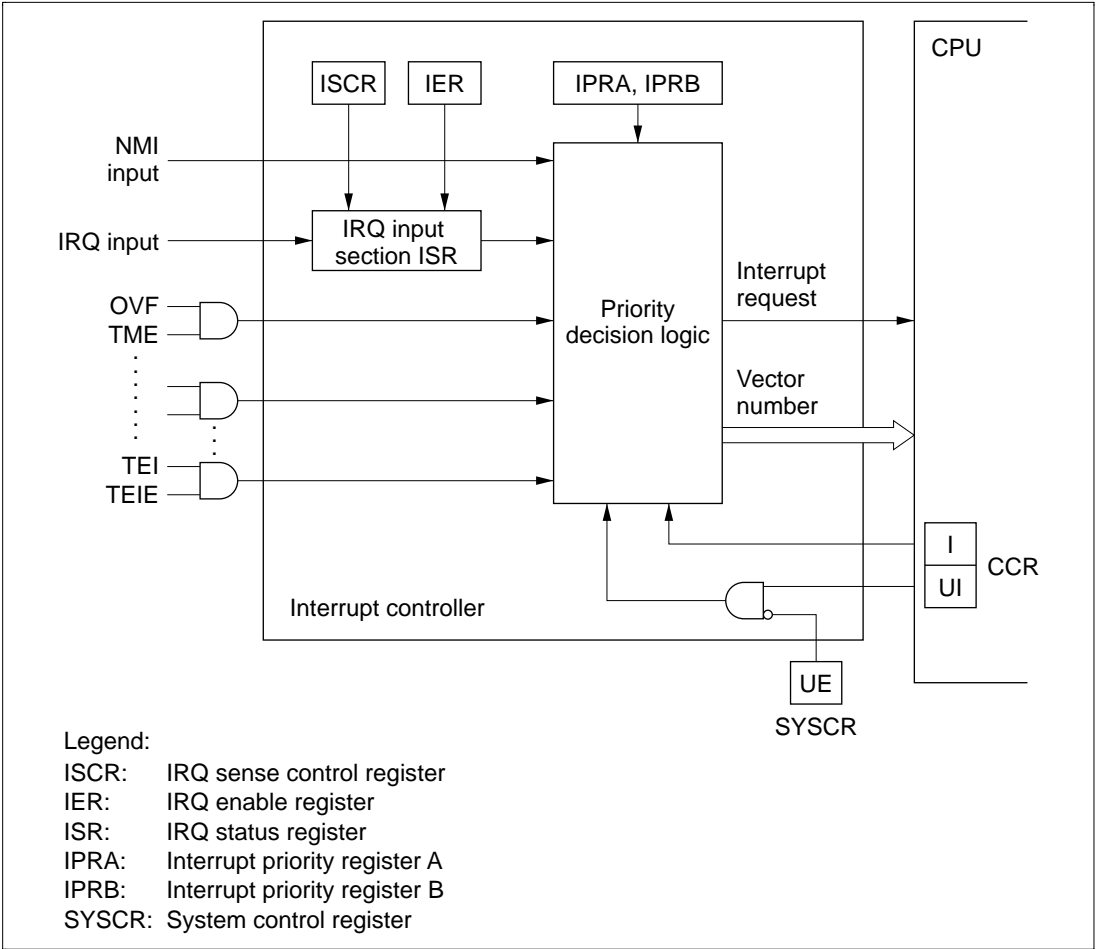 CPU
ISCR
IER
IPRA, IPRB
NMI
input
IRQ input
IRQ input
section ISR
OVF
TME
Priority
decision logic
Interrupt
request
Vector
number
TEI
TEIE
I
UI
CCR
Interrupt controller
UE
SYSCR
Legend:
ISCR: IRQ sense control register
IER: IRQ enable register
ISR: IRQ status register
IPRA: Interrupt priority register A
IPRB: Interrupt priority register B
SYSCR: System control register